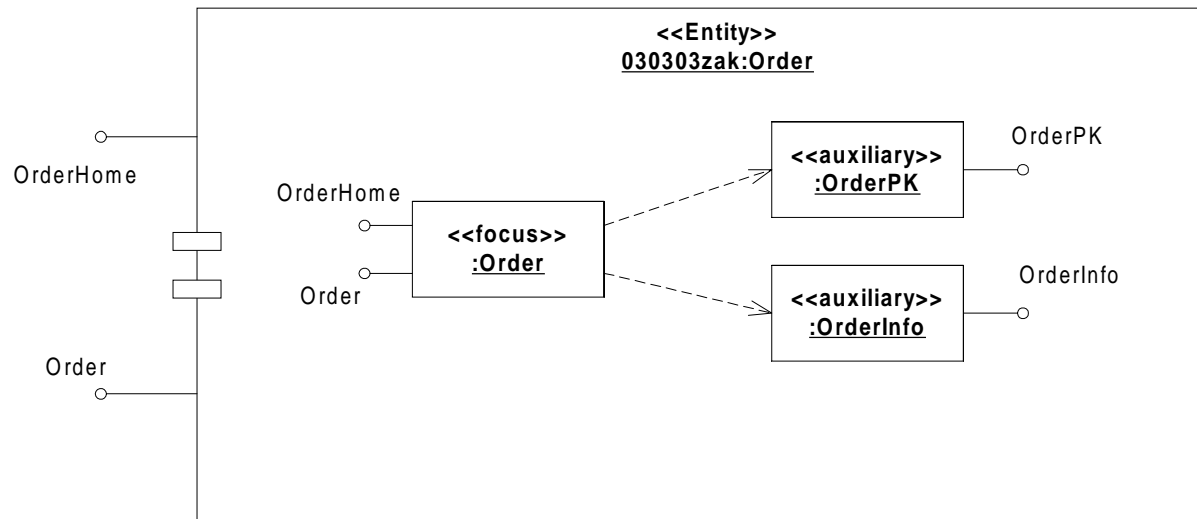 <<Entity>>
030303zak:Order
OrderHome
Order
OrderHome
Order
<<focus>>
:Order
<<auxiliary>>
:OrderPK
OrderPK
<<auxiliary>>
:OrderInfo
OrderInfo